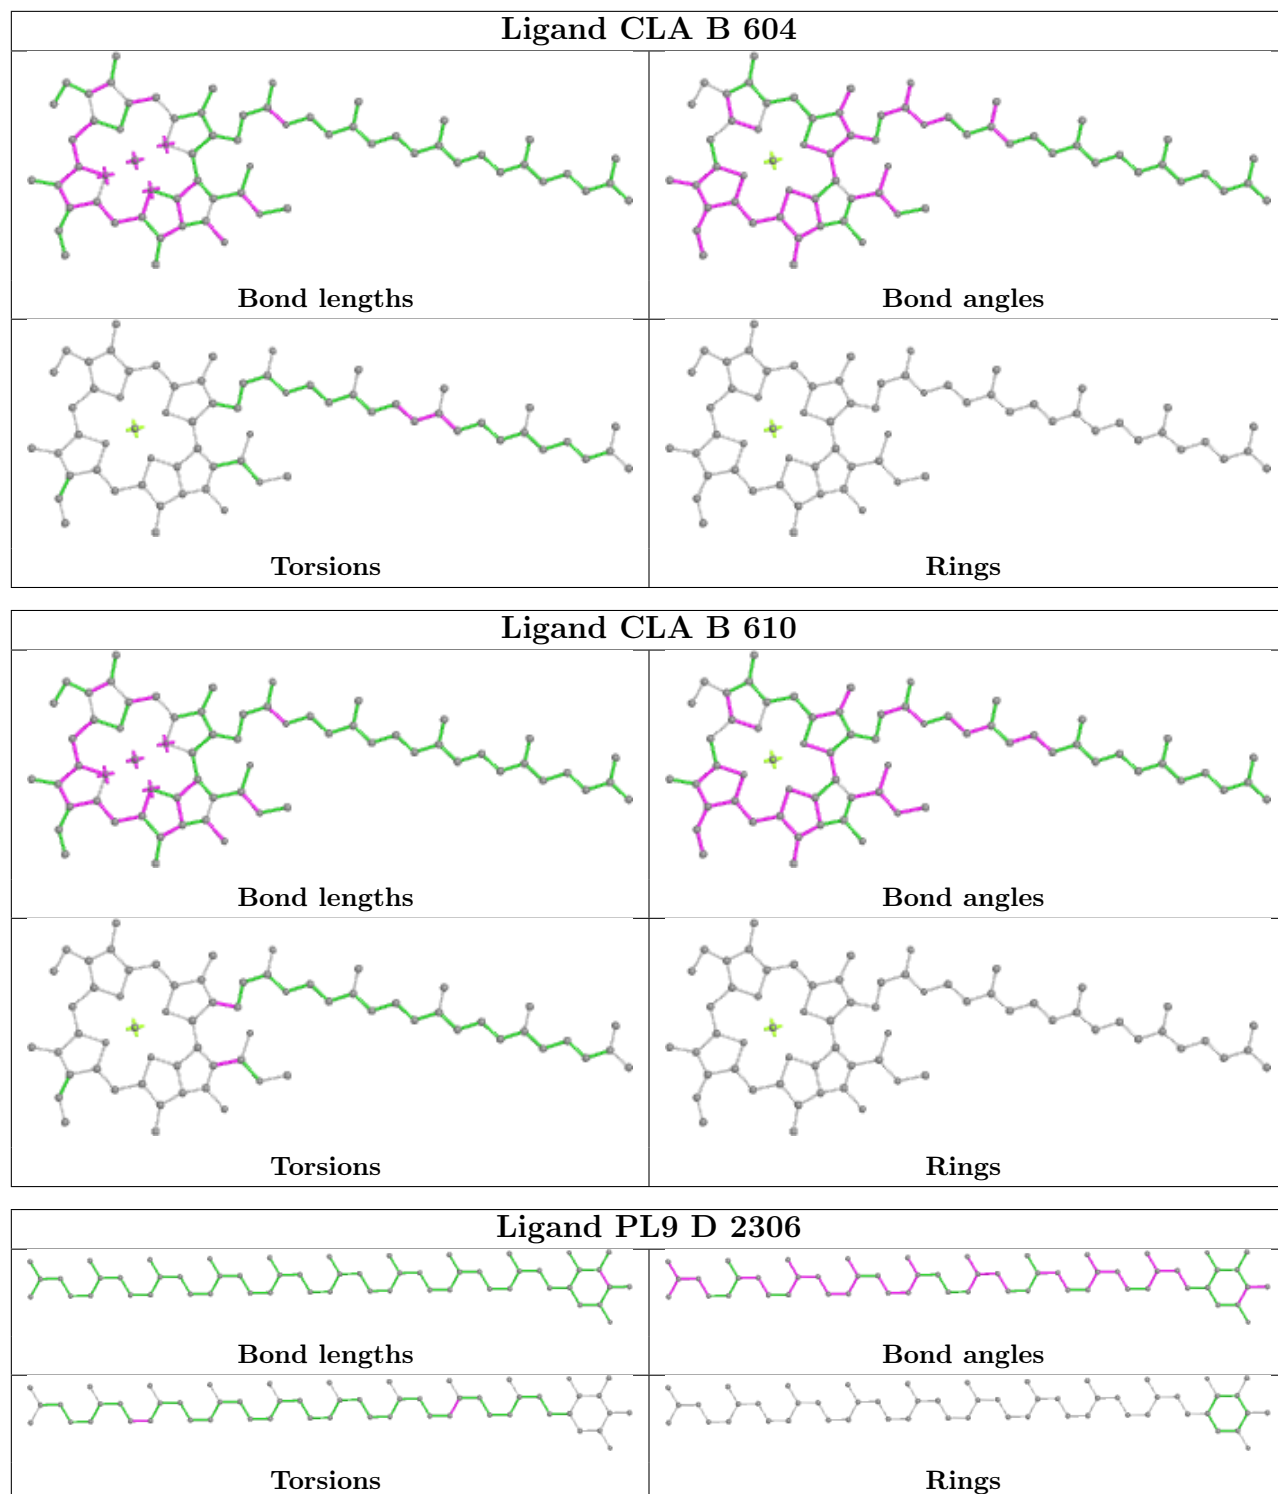 Ligand CLA B 604
Bond lengths
Bond angles
Torsions
Rings
Ligand CLA B 610
Bond lengths
Bond angles
Torsions
Rings
Ligand PL9 D 2306
Bond lengths
Bond angles
Torsions
Rings